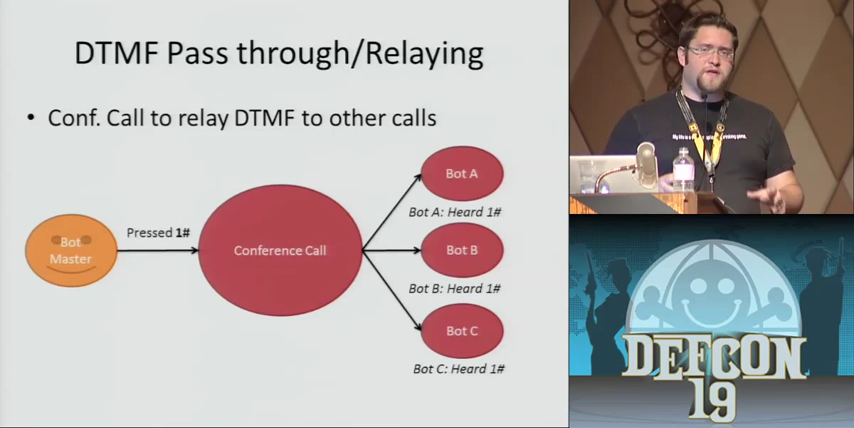 DTMF Pass through/Relaying
• Conf. Call to relay DTMF to other calls
Bot
Master
Pressed 1#
Conference Call
Bot A
Bot A: Heard 1#
Bot B
Bot B: Heard 1#
Bot C
Bot C: Heard 1#
DEFCON
19